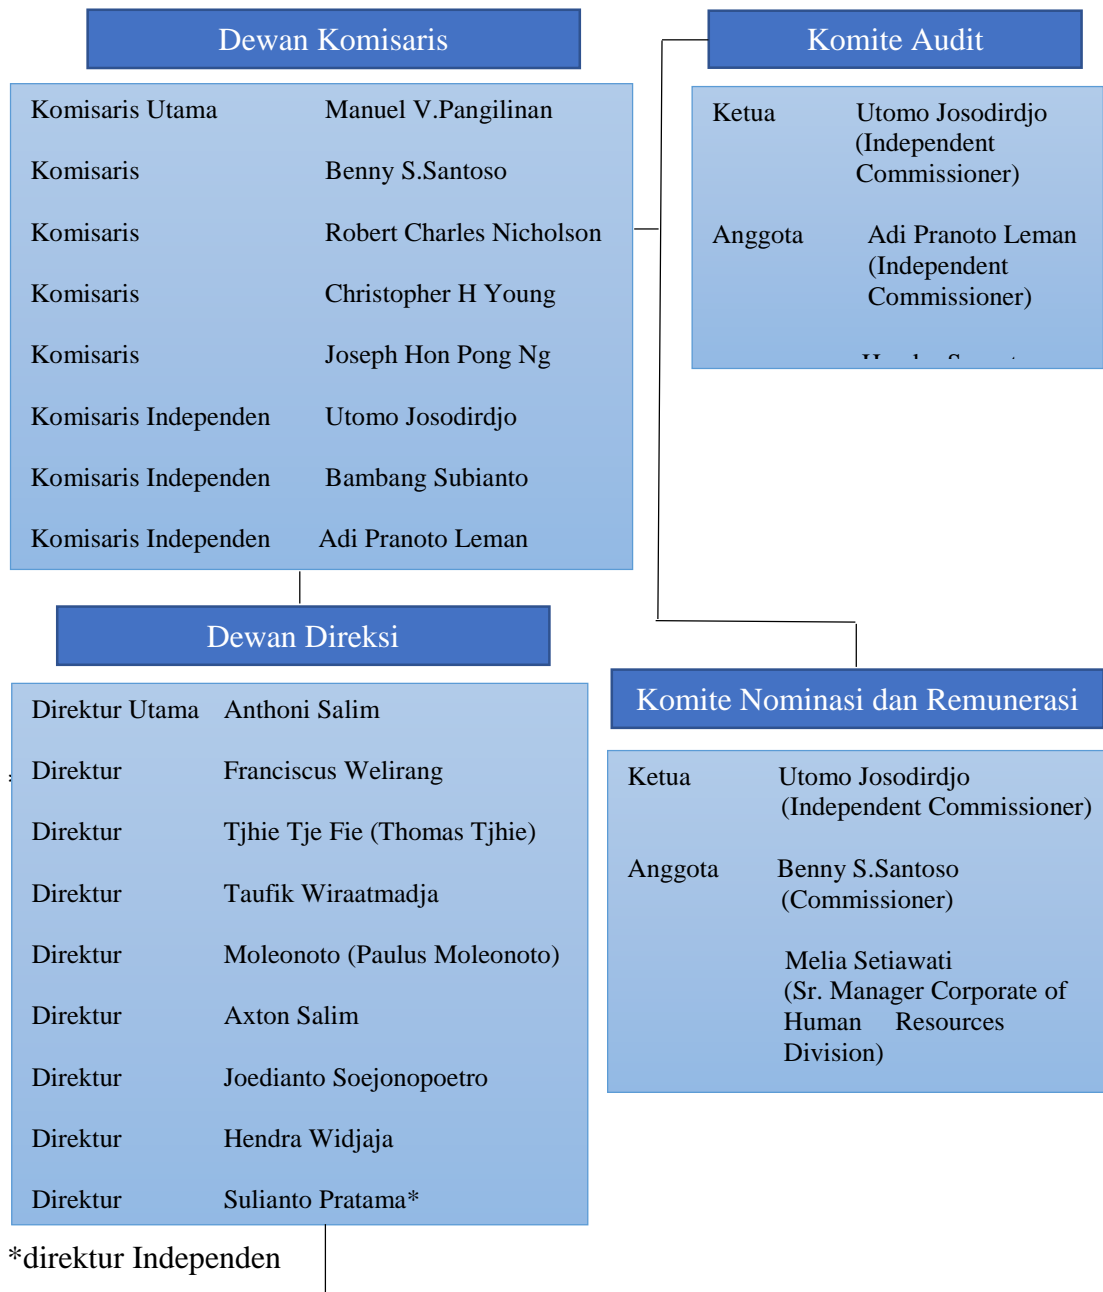 Dewan Komisaris
Komisaris Utama Manuel V.Pangilinan
Komisaris Benny S.Santoso
Komisaris Robert Charles Nicholson
Komisaris Christopher H Young
Komisaris Joseph Hon Pong Ng
Komisaris Independen Utomo Josodirdjo
Komisaris Independen Bambang Subianto
Komisaris Independen Adi Pranoto Leman
Komite Audit
Ketua Utomo Josodirdjo
(Independent
Commissioner)
Anggota Adi Pranoto Leman
(Independent
Commissioner)
Dewan Direksi
Direktur Utama Anthoni Salim
Direktur Franciscus Welirang
Direktur Tjhie Tje Fie (Thomas Tjhie)
Direktur Taufik Wiraatmadja
Direktur Moleonoto (Paulus Moleonoto)
Direktur Axton Salim
Direktur Joedianto Soejonopoetro
Direktur Hendra Widjaja
Direktur Sulianto Pratama*
*direktur Independen
Komite Nominasi dan Remunerasi
Ketua Utomo Josodirdjo
(Independent Commissioner)
Anggota Benny S.Santoso
(Commissioner)
Melia Setiawati
(Sr. Manager Corporate of
Human Resources
Division)